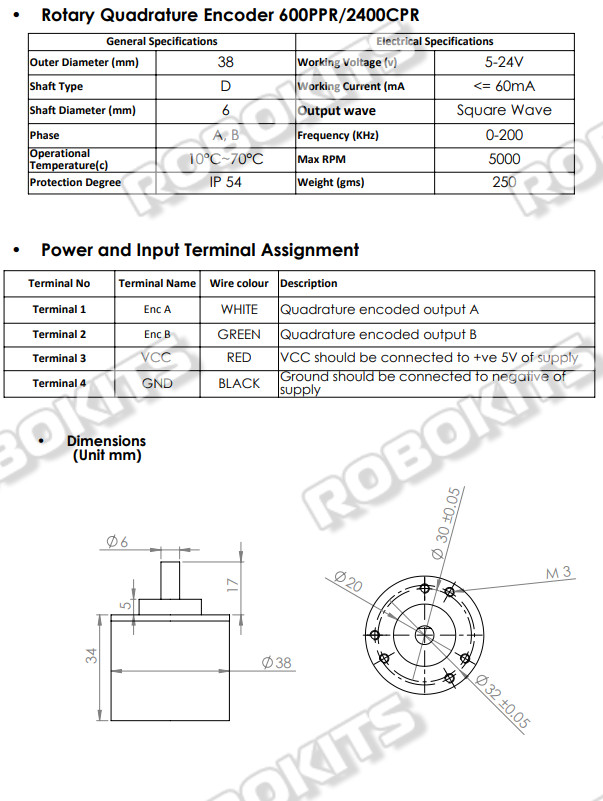 • Rotary Quadrature Encoder 600PPR/2400CPR
General Specifications Electrical Specifications
Outer Diameter (mm) 38 Working Voltage (v) 5-24V
Shaft Type D Working Current (mA <= 60mA
Shaft Diameter (mm) 6 Output wave Square Wave
Phase A, B Frequency (KHz) 0-200
Operational
Temperature(c) 10°C~70°C Max RPM 5000
Protection Degree IP 54 Weight (gms) 250
• Power and Input Terminal Assignment
Terminal No Terminal Name Wire colour Description
Terminal 1 Enc A WHITE Quadrature encoded output A
Terminal 2 Enc B GREEN Quadrature encoded output B
Terminal 3 VCC RED VCC should be connected to +ve 5V of supply
Terminal 4 GND BLACK Ground should be connected to negative of
supply
• Dimensions
(Unit mm)
Ø6
17
5
34
Ø38
Ø 30 ±0.05
Ø20
M 3
Ø32 ±0.05
ROBOKITS
ROBOKITS
ROBOKITS
ROBOKITS
ROBOKITS